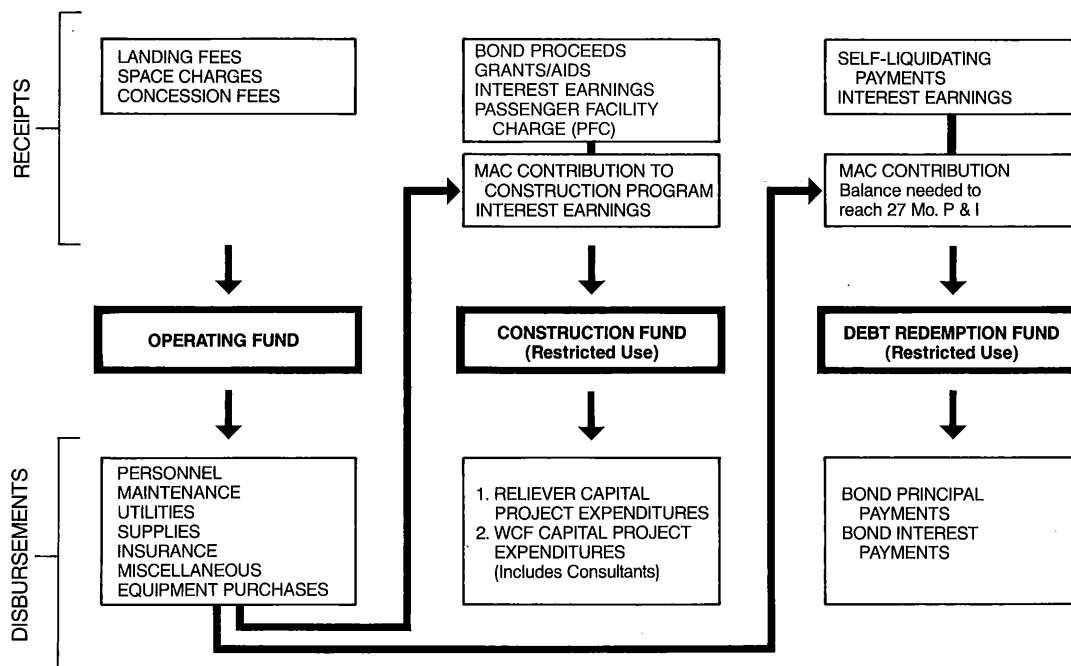 RECEIPTS
LANDING FEES
SPACE CHARGES
CONCESSION FEES
BOND PROCEEDS
GRANTS/AIDS
INTEREST EARNINGS
PASSENGER FACILITY
CHARGE (PFC)
MAC CONTRIBUTION TO
CONSTRUCTION PROGRAM
INTEREST EARNINGS
SELF-LIQUIDATING
PAYMENTS
INTEREST EARNINGS
MAC CONTRIBUTION
Balance needed to
reach 27 Mo. P & I
OPERATING FUND
CONSTRUCTION FUND
(Restricted Use)
DEBT REDEMPTION FUND
(Restricted Use)
DISBURSEMENTS
PERSONNEL
MAINTENANCE
UTILITIES
SUPPLIES
INSURANCE
MISCELLANEOUS
EQUIPMENT PURCHASES
1. RELIEVER CAPITAL
PROJECT EXPENDITURES
2. WCF CAPITAL PROJECT
EXPENDITURES
(Includes Consultants)
BOND PRINCIPAL
PAYMENTS
BOND INTEREST
PAYMENTS